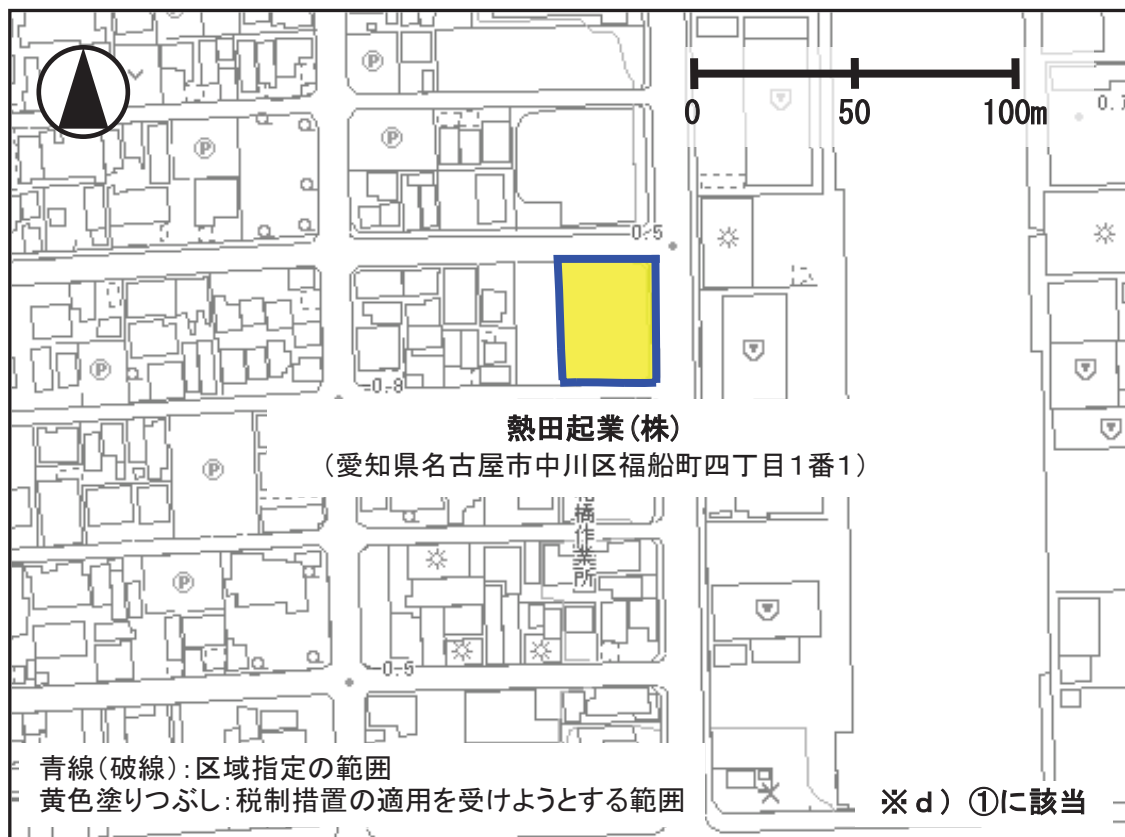 0 50 100m
0.7
Ⓟ
Ⓟ
Ⓟ
0.5
-0.8
Ⓟ
熱田起業(株)
(愛知県名古屋市中川区福船町四丁目1番1)
Ⓟ
橋作業所
Ⓟ
青線(破線):区域指定の範囲
黄色塗りつぶし:税制措置の適用を受けようとする範囲
※d) ①に該当